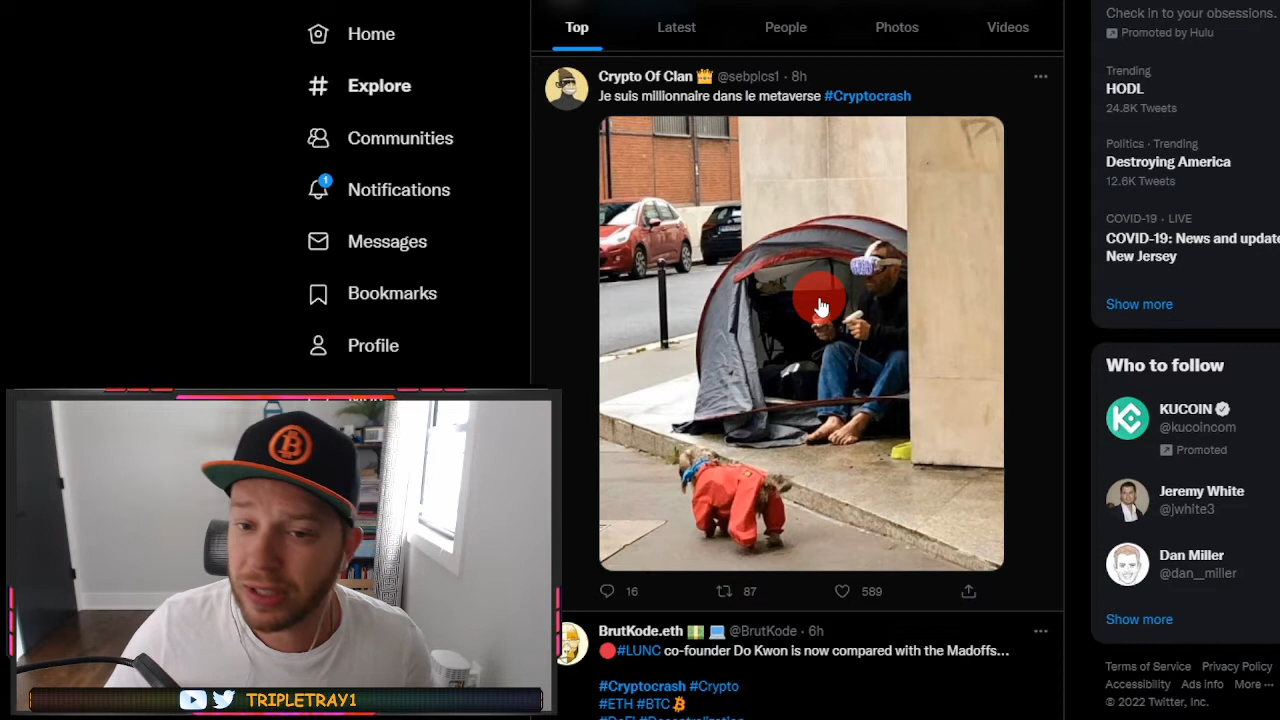 Home
Explore
Communities
Notifications
1
Messages
Bookmarks
Profile
Top
Latest
People
Photos
Videos
Crypto Of Clan 👑 @sebplcs1 · 8h
Je suis millionnaire dans le metaverse #Cryptocrash
16
87
589
BrutKode.eth 💵 💻 @BrutKode · 6h
🔴#LUNC co-founder Do Kwon is now compared with the Madoffs...
#Cryptocrash #Crypto
#ETH #BTC
Check in to your obsessions.
Promoted by Hulu
Trending
HODL
24.8K Tweets
Politics · Trending
Destroying America
12.6K Tweets
COVID-19 · LIVE
COVID-19: News and update
New Jersey
Show more
Who to follow
KUCOIN
@kucoincom
Promoted
Jeremy White
@jwhite3
Dan Miller
@dan__miller
Show more
Terms of Service Privacy Policy
Accessibility Ads info More ···
© 2022 Twitter, Inc.
TRIPLETRAY1